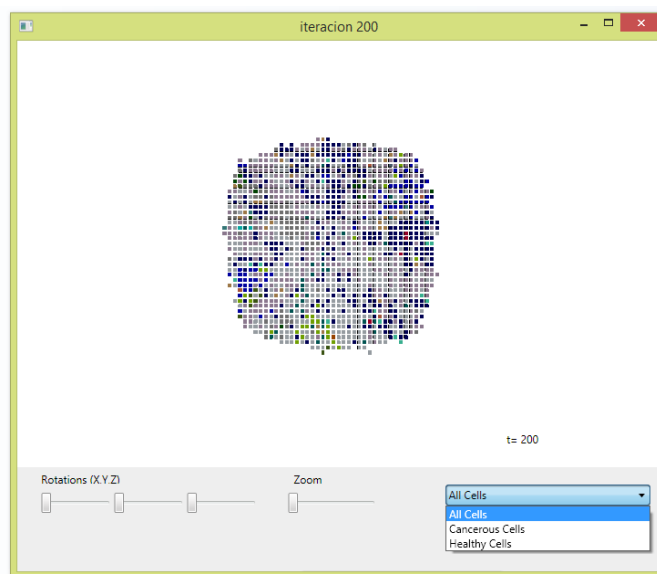 iteracion 200
t= 200
Rotations (X,Y,Z)
Zoom
All Cells
All Cells
Cancerous Cells
Healthy Cells